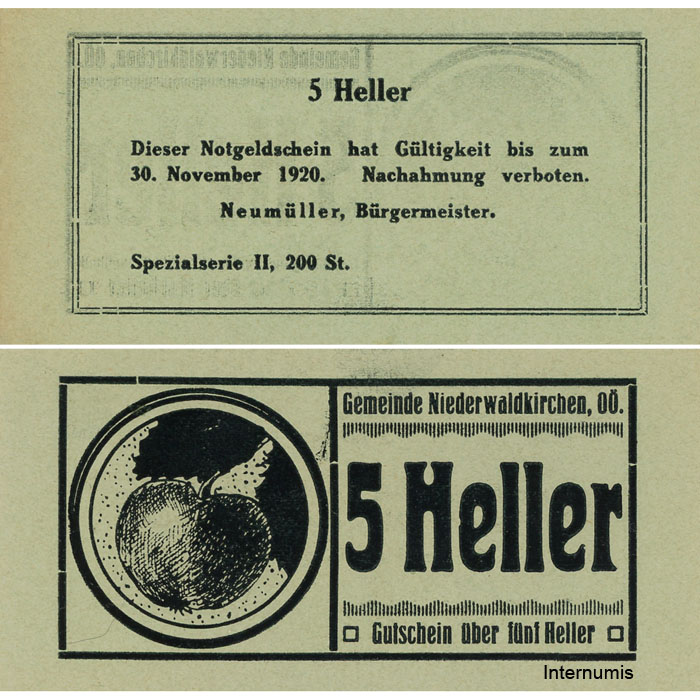 5 Heller
Dieser Notgeldschein hat Gültigkeit bis zum
30. November 1920. Nachahmung verboten.
Neumüller, Bürgermeister.
Spezialserie II, 200 St.
Gemeinde Niederwaldkirchen, OÖ.
5 Heller
Gutschein über fünf Heller
Internumis